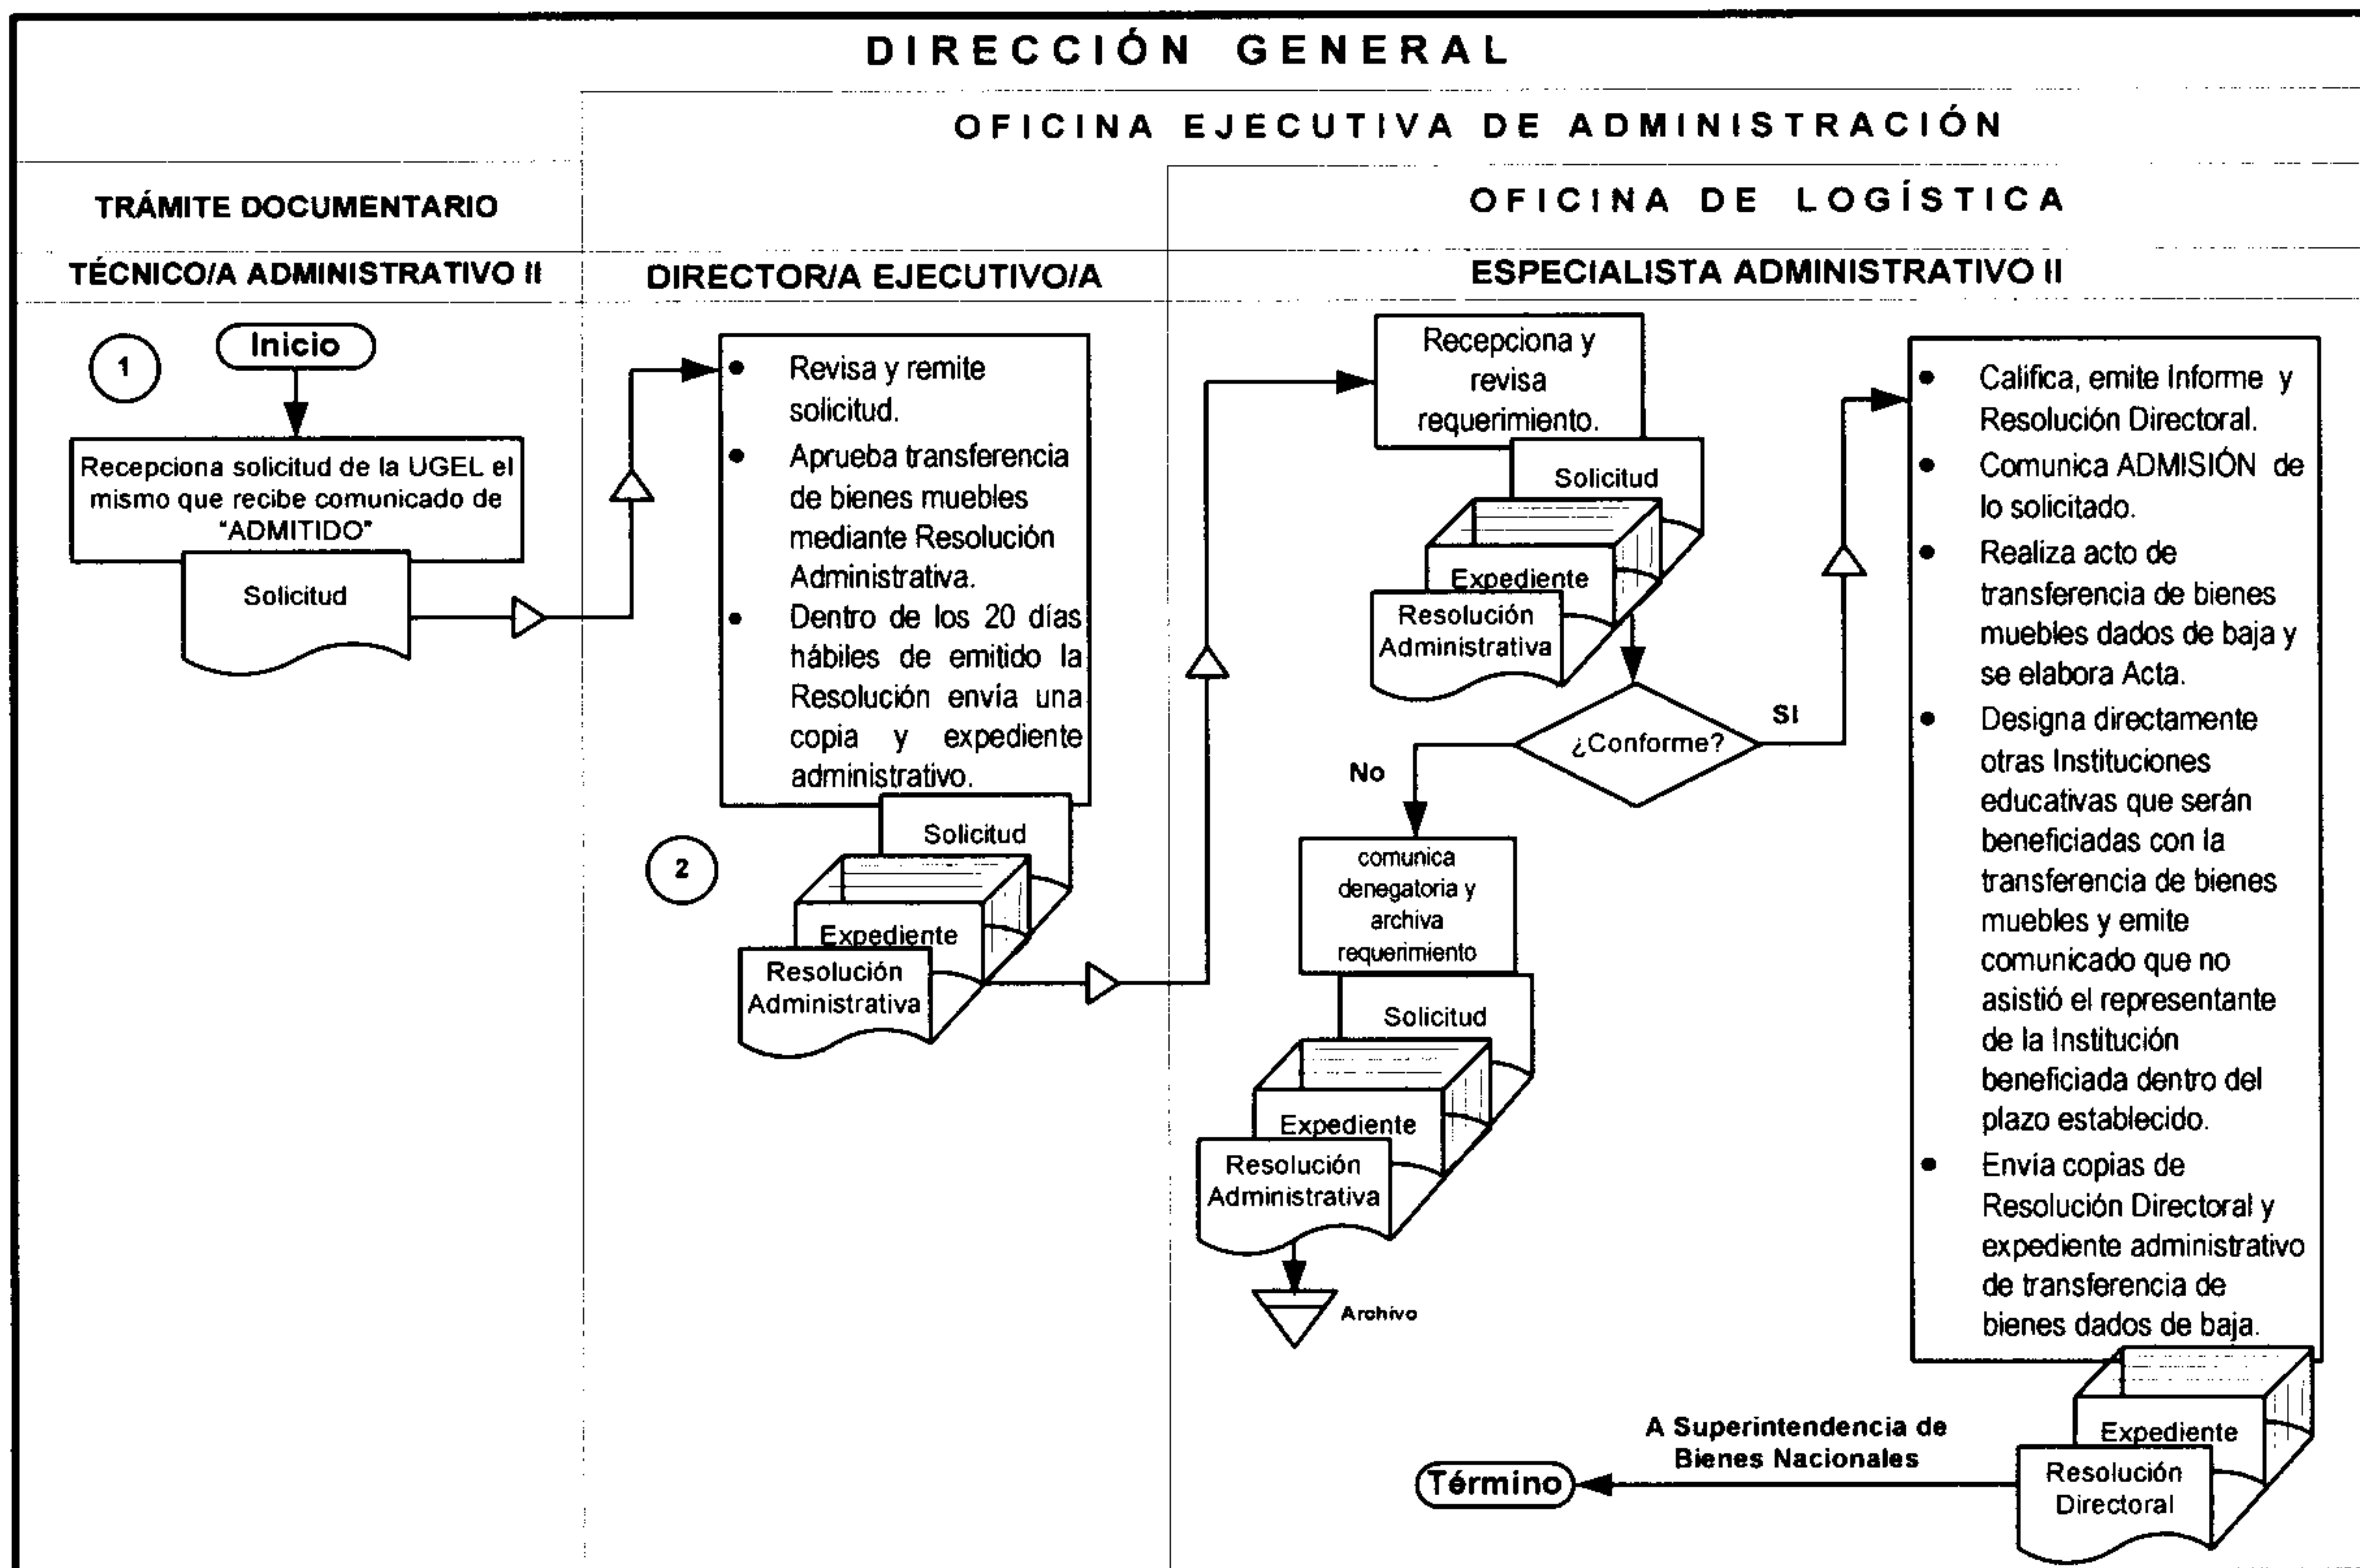 DIRECCIÓN GENERAL
OFICINA EJECUTIVA DE ADMINISTRACIÓN
TRÁMITE DOCUMENTARIO
OFICINA DE LOGÍSTICA
TÉCNICO/A ADMINISTRATIVO II
DIRECTOR/A EJECUTIVO/A
ESPECIALISTA ADMINISTRATIVO II
1
Inicio
Recepciona solicitud de la UGEL el
mismo que recibe comunicado de
"ADMITIDO"
Solicitud
• Revisa y remite
solicitud.
• Aprueba transferencia
de bienes muebles
mediante Resolución
Administrativa.
• Dentro de los 20 días
hábiles de emitido la
Resolución envía una
copia y expediente
administrativo.
2
Solicitud
Expediente
Resolución
Administrativa
Recepciona y
revisa
requerimiento.
Solicitud
Expediente
Resolución
Administrativa
¿Conforme?
SI
No
comunica
denegatoria y
archiva
requerimiento
Solicitud
Expediente
Resolución
Administrativa
Archivo
• Califica, emite Informe y
Resolución Directoral.
• Comunica ADMISIÓN de
lo solicitado.
• Realiza acto de
transferencia de bienes
muebles dados de baja y
se elabora Acta.
• Designa directamente
otras Instituciones
educativas que serán
beneficiadas con la
transferencia de bienes
muebles y emite
comunicado que no
asistió el representante
de la Institución
beneficiada dentro del
plazo establecido.
• Envía copias de
Resolución Directoral y
expediente administrativo
de transferencia de
bienes dados de baja.
Expediente
Resolución
Directoral
A Superintendencia de
Bienes Nacionales
Término